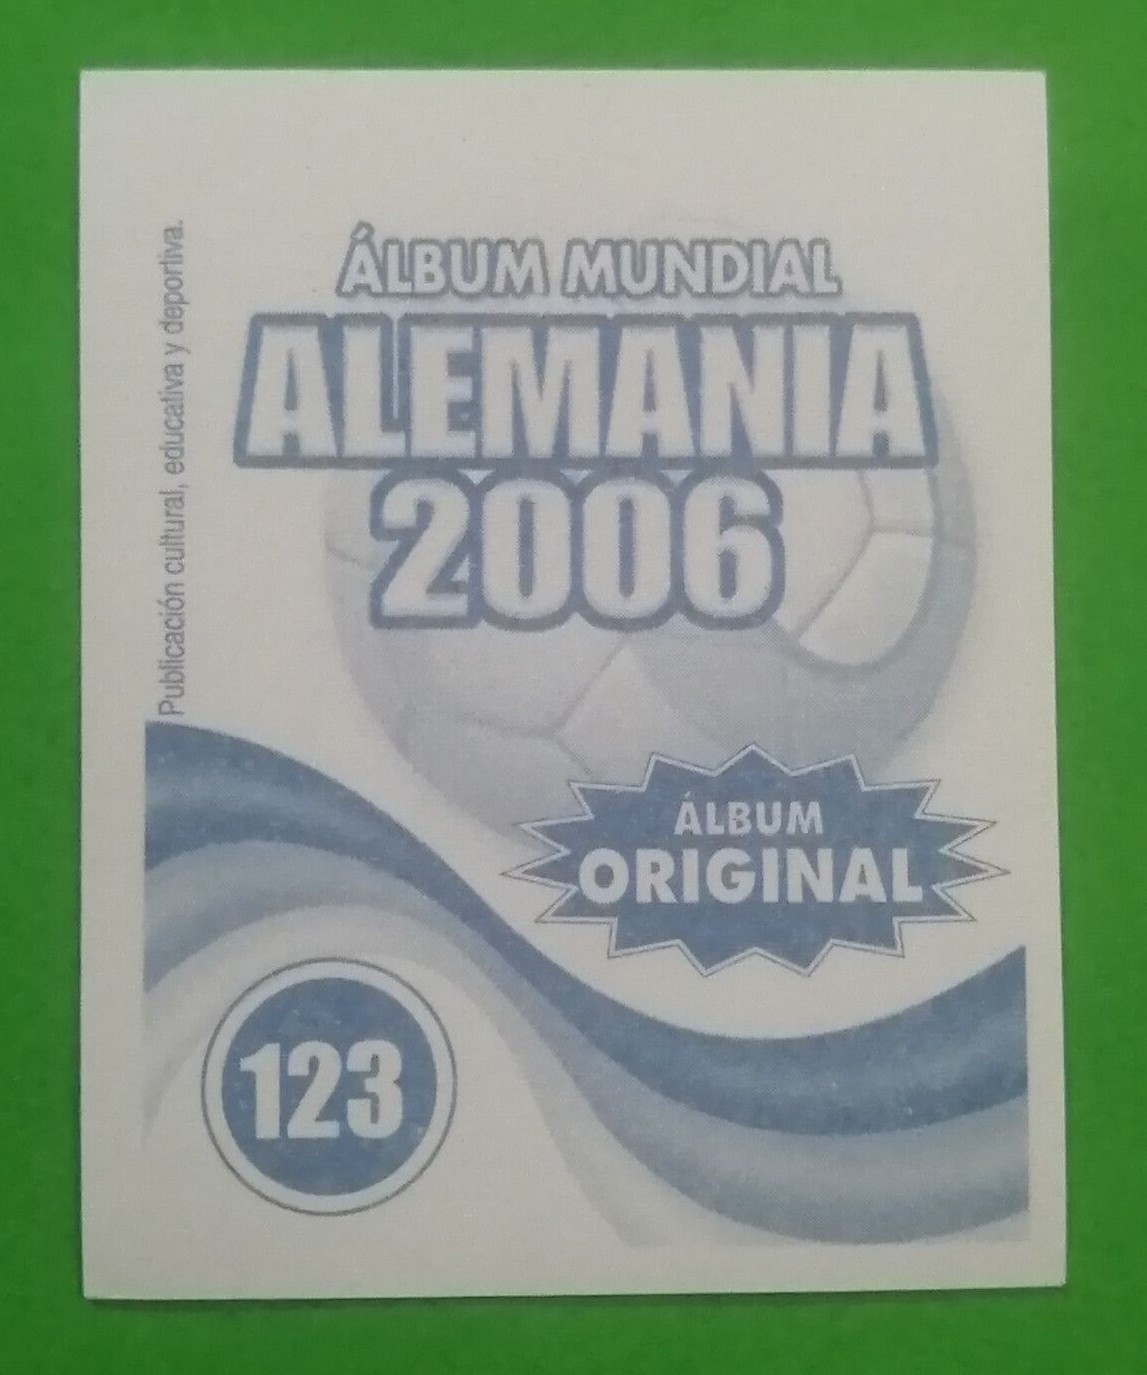 ÁLBUM MUNDIAL
ALEMANIA
2006
Publicación cultural, educativa y deportiva.
ÁLBUM
ORIGINAL
123